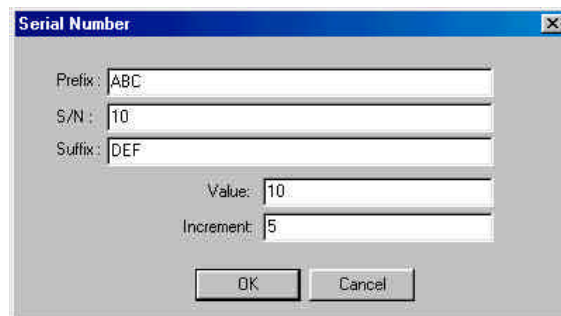 Serial Number
Prefix : ABC
S/N : 10
Suffix : DEF
Value: 10
Increment: 5
OK Cancel